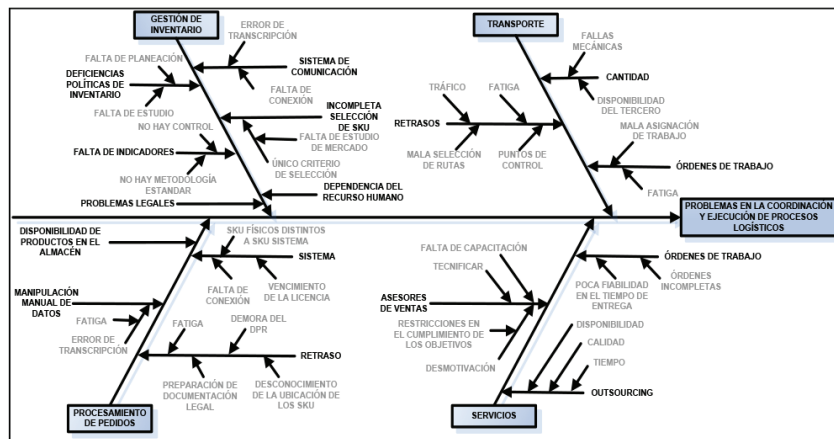 GESTIÓN DE
INVENTARIO
ERROR DE
TRANSCRIPCIÓN
FALTA DE PLANEACIÓN
DEFICIENCIAS
POLÍTICAS DE
INVENTARIO
SISTEMA DE
COMUNICACIÓN
FALTA DE
CONEXIÓN
FALTA DE ESTUDIO
INCOMPLETA
SELECCIÓN
DE SKU
NO HAY CONTROL
FALTA DE ESTUDIO
DE MERCADO
FALTA DE INDICADORES
ÚNICO CRITERIO
DE SELECCIÓN
NO HAY METODOLOGÍA
ESTANDAR
DEPENDENCIA DEL
RECURSO HUMANO
PROBLEMAS LEGALES
TRANSPORTE
FALLAS
MECÁNICAS
CANTIDAD
TRÁFICO
FATIGA
DISPONIBILIDAD
DEL TERCERO
RETRASOS
MALA ASIGNACIÓN
DE TRABAJO
MALA SELECCIÓN
DE RUTAS
PUNTOS DE
CONTROL
ÓRDENES DE TRABAJO
FATIGA
PROBLEMAS EN LA COORDINACIÓN
Y EJECUCIÓN DE PROCESOS
LOGÍSTICOS
DISPONIBILIDAD DE
PRODUCTOS EN EL
ALMACÉN
SKU FÍSICOS DISTINTOS
A SKU SISTEMA
SISTEMA
FALTA DE
CONEXIÓN
VENCIMIENTO
DE LA LICENCIA
MANIPULACIÓN
MANUAL DE
DATOS
FATIGA
ERROR DE
TRANSCRIPCIÓN
FATIGA
DEMORA DEL
DPR
RETRASO
PREPARACIÓN DE
DOCUMENTACIÓN
LEGAL
DESCONOCIMIENTO
DE LA UBICACIÓN DE
LOS SKU
PROCESAMIENTO
DE PEDIDOS
FALTA DE CAPACITACIÓN
TECNIFICAR
ÓRDENES DE TRABAJO
POCA FIABILIDAD
EN EL TIEMPO DE
ENTREGA
ÓRDENES
INCOMPLETAS
ASESORES
DE VENTAS
RESTRICCIONES EN
EL CUMPLIMIENTO DE
LOS OBJETIVOS
DESMOTIVACIÓN
DISPONIBILIDAD
CALIDAD
TIEMPO
OUTSOURCING
SERVICIOS